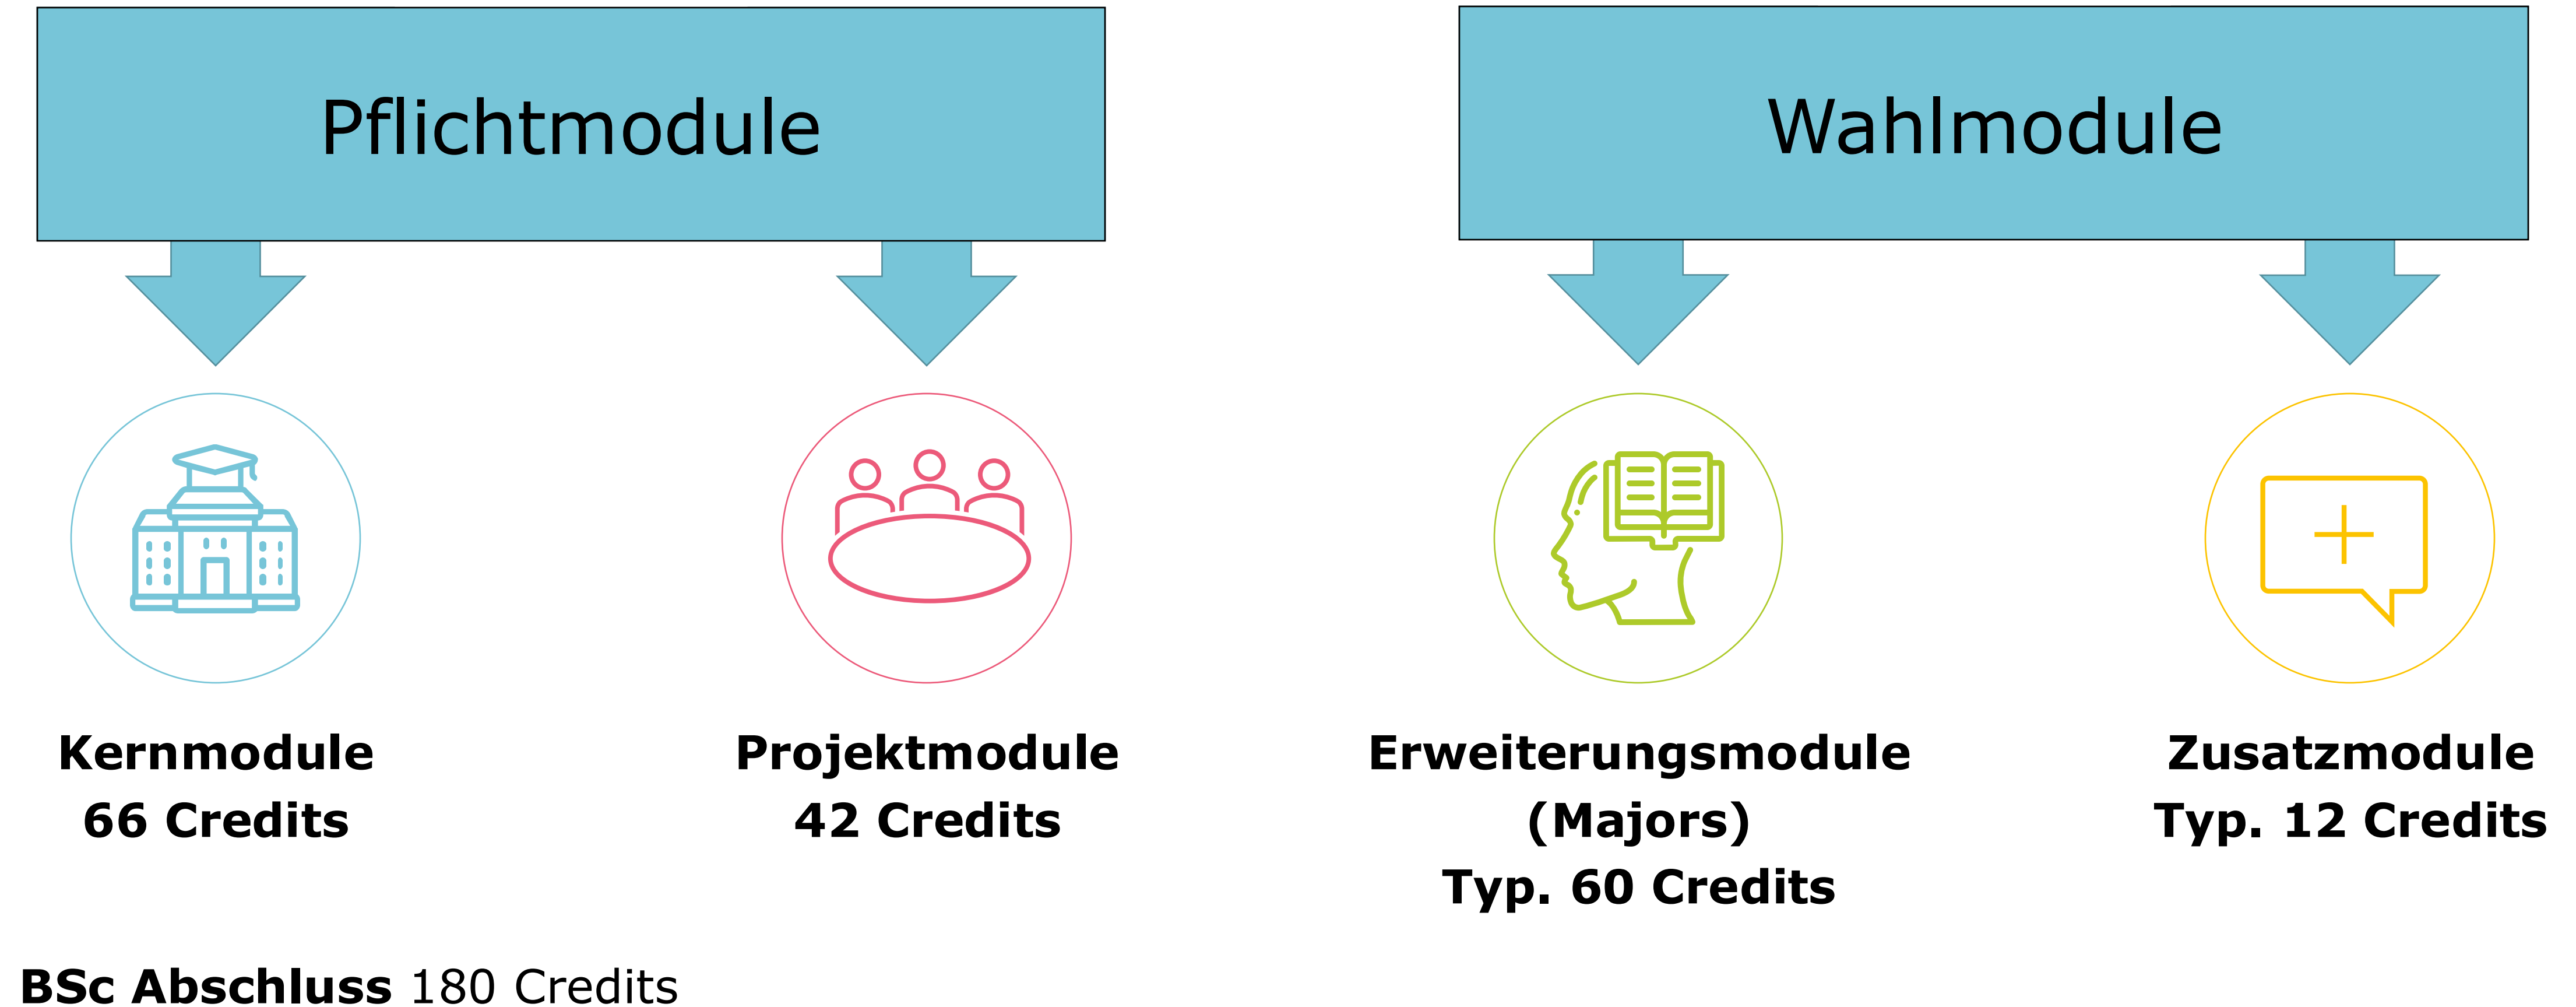 Pflichtmodule
Wahlmodule
Kernmodule
66 Credits
Projektmodule
42 Credits
Erweiterungsmodule
(Majors)
Typ. 60 Credits
Zusatzmodule
Typ. 12 Credits
BSc Abschluss 180 Credits